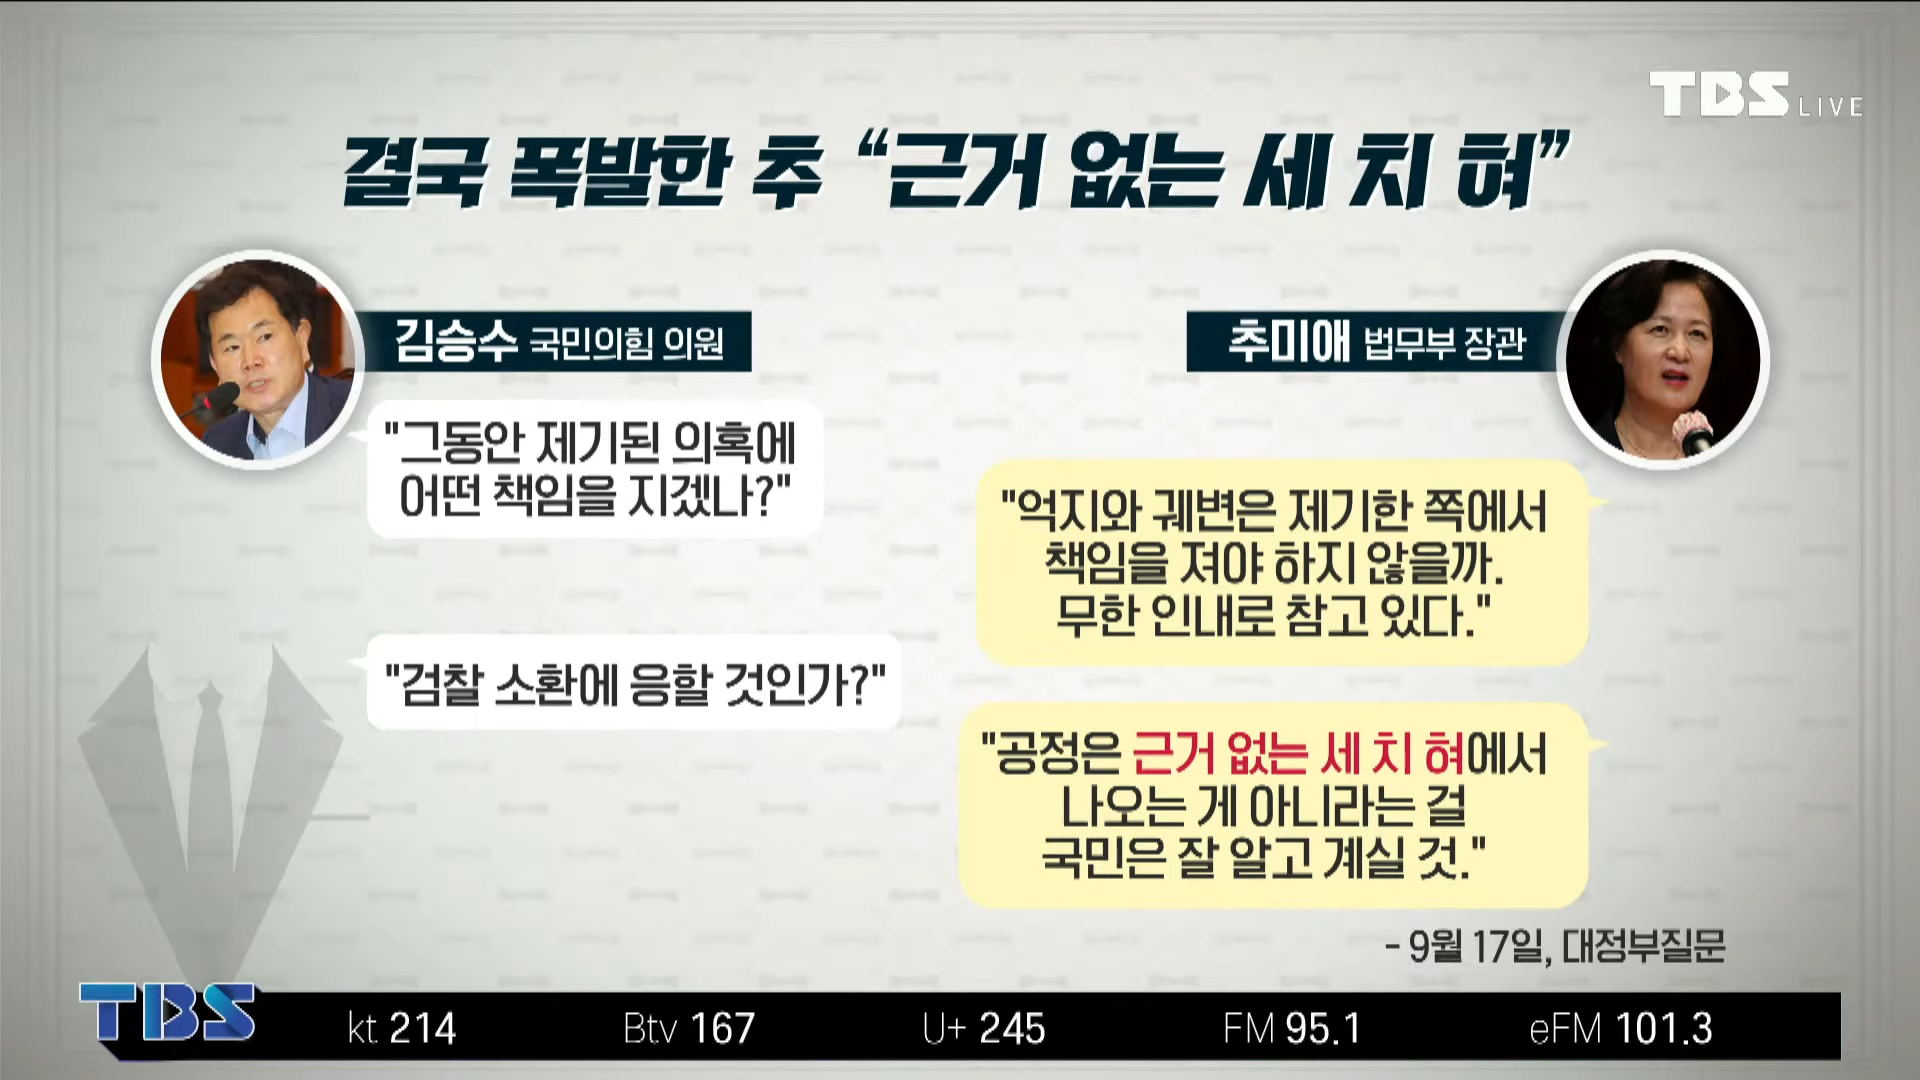 TBS LIVE
결국 폭발한 추 “근거 없는 세 치 혀”
김승수 국민의힘 의원
"그동안 제기된 의혹에
어떤 책임을 지겠나?"
추미애 법무부 장관
"억지와 궤변은 제기한 쪽에서
책임을 져야 하지 않을까.
무한 인내로 참고 있다."
"검찰 소환에 응할 것인가?"
"공정은 근거 없는 세 치 혀에서
나오는 게 아니라는 걸
국민은 잘 알고 계실 것."
- 9월 17일, 대정부질문
TBS kt 214 Btv 167 U+ 245 FM 95.1 eFM 101.3